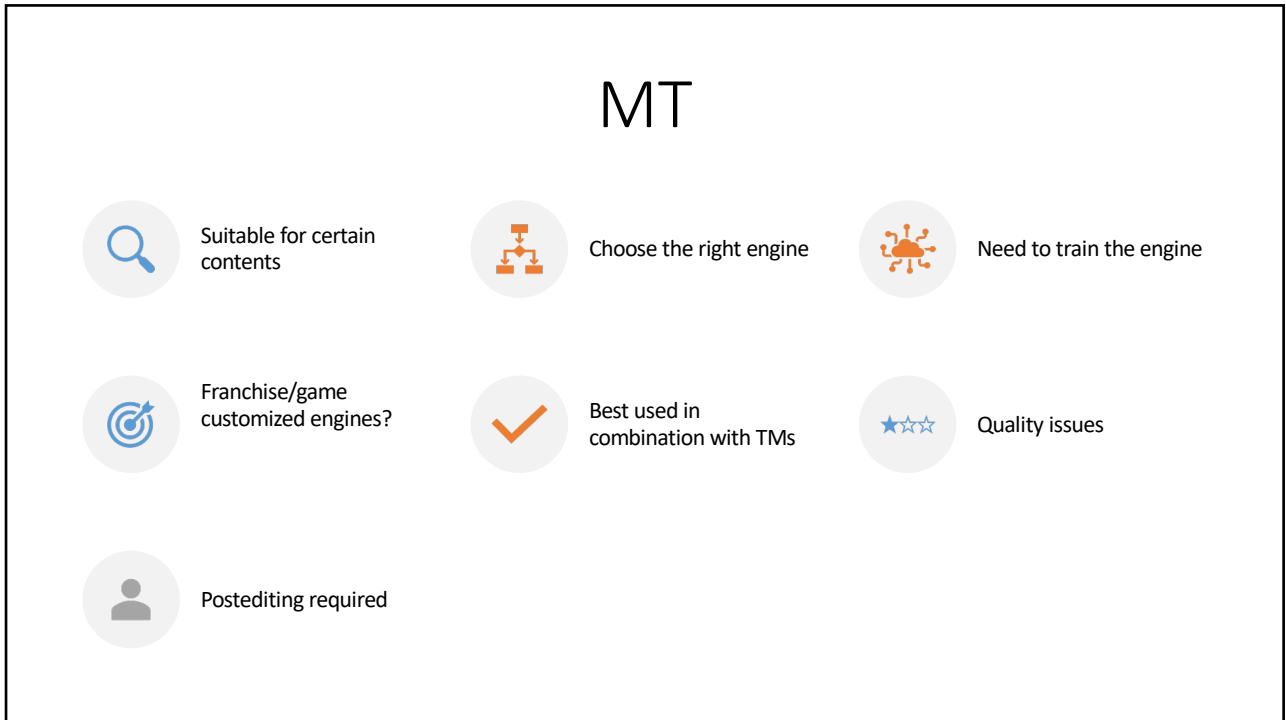 MT
Suitable for certain
contents
Choose the right engine
Need to train the engine
Franchise/game
customized engines?
Best used in
combination with TMs
Quality issues
Postediting required